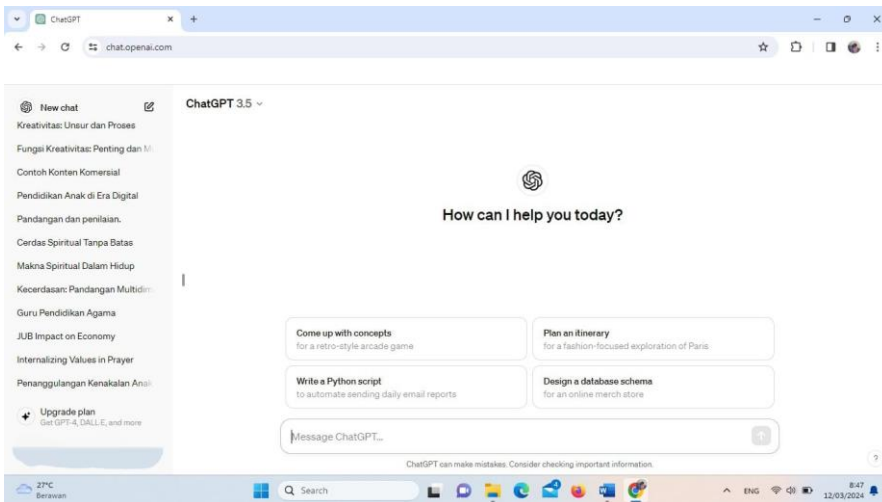 ChatGPT
chat.openai.com
New chat
Kreativitas: Unsur dan Proses
Fungsi Kreativitas: Penting dan M
Contoh Konten Komersial
Pendidikan Anak di Era Digital
Pandangan dan penilaian.
Cerdas Spiritual Tanpa Batas
Makna Spiritual Dalam Hidup
Kecerdasan: Pandangan Multidim
Guru Pendidikan Agama
JUB Impact on Economy
Internalizing Values in Prayer
Penanggulangan Kenakalan Anak
Upgrade plan
Get GPT-4, DALL·E, and more
ChatGPT 3.5
How can I help you today?
Come up with concepts
for a retro-style arcade game
Plan an itinerary
for a fashion-focused exploration of Paris
Write a Python script
to automate sending daily email reports
Design a database schema
for an online merch store
Message ChatGPT...
ChatGPT can make mistakes. Consider checking important information.
?
27°C
Berawan
Search
ENG
8:47
12/03/2024